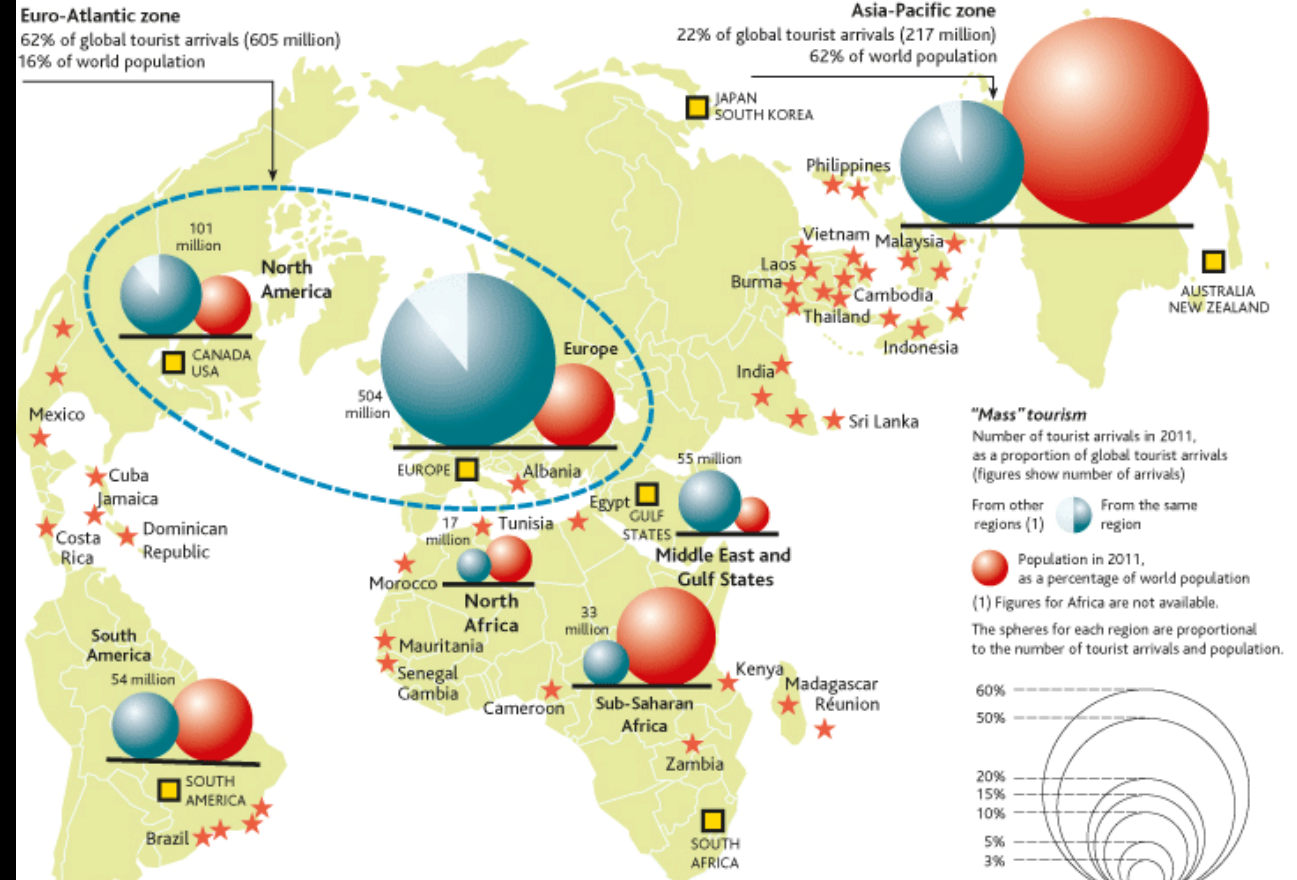 Euro-Atlantic zone
62% of global tourist arrivals (605 million)
16% of world population
Asia-Pacific zone
22% of global tourist arrivals (217 million)
62% of world population
JAPAN
SOUTH KOREA
Philippines
101
million
North
America
Vietnam
Malaysia
Laos
Burma
Cambodia
Thailand
Indonesia
AUSTRALIA
NEW ZEALAND
CANADA
USA
Europe
504
million
India
Sri Lanka
Mexico
EUROPE
Albania
55 million
Cuba
Jamaica
Egypt
GULF
STATES
Costa
Rica
Dominican
Republic
17
million
Tunisia
Middle East and
Gulf States
Morocco
North
Africa
"Mass" tourism
Number of tourist arrivals in 2011,
as a proportion of global tourist arrivals
(figures show number of arrivals)
From other
regions (1)
From the same
region
Population in 2011,
as a percentage of world population
(1) Figures for Africa are not available.
The spheres for each region are proportional
to the number of tourist arrivals and population.
South
America
54 million
33
million
Mauritania
Senegal
Gambia
Cameroon
Sub-Saharan
Africa
Kenya
Madagascar
Réunion
Zambia
SOUTH
AMERICA
Brazil
SOUTH
AFRICA
60%
50%
20%
15%
10%
5%
3%